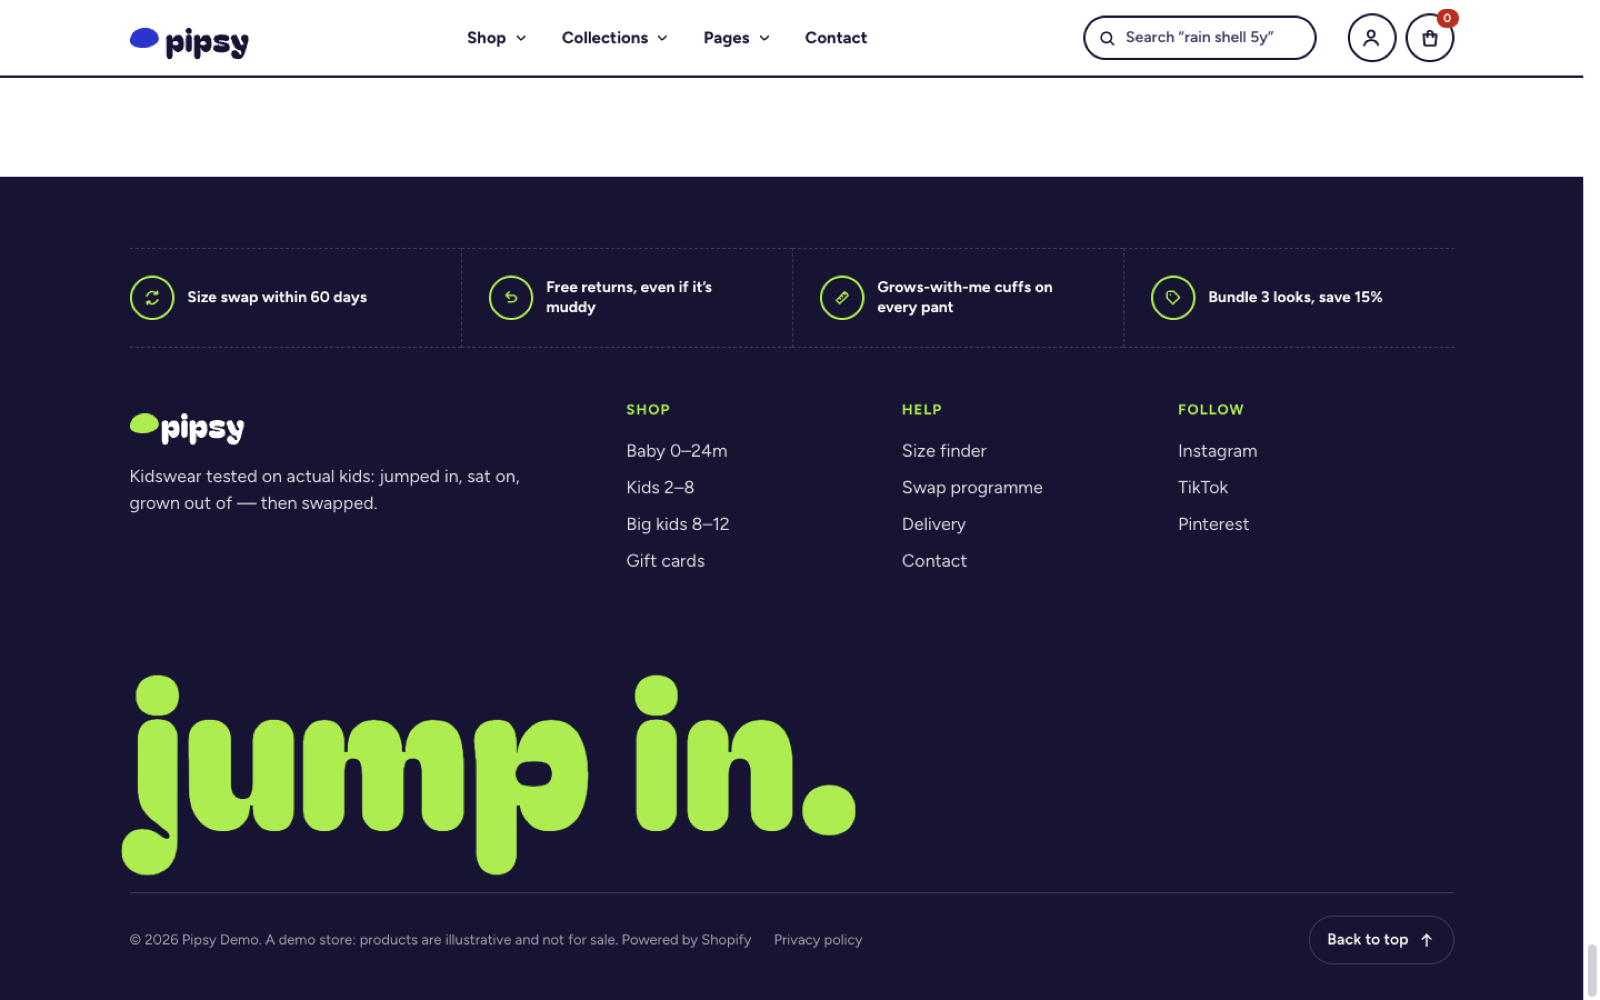 pipsy
Shop
Collections
Pages
Contact
Search “rain shell 5y”
0
Size swap within 60 days
Free returns, even if it’s
muddy
Grows-with-me cuffs on
every pant
Bundle 3 looks, save 15%
pipsy
Kidswear tested on actual kids: jumped in, sat on,
grown out of — then swapped.
SHOP
Baby 0–24m
Kids 2–8
Big kids 8–12
Gift cards
HELP
Size finder
Swap programme
Delivery
Contact
FOLLOW
Instagram
TikTok
Pinterest
jump in.
© 2026 Pipsy Demo. A demo store: products are illustrative and not for sale. Powered by Shopify
Privacy policy
Back to top